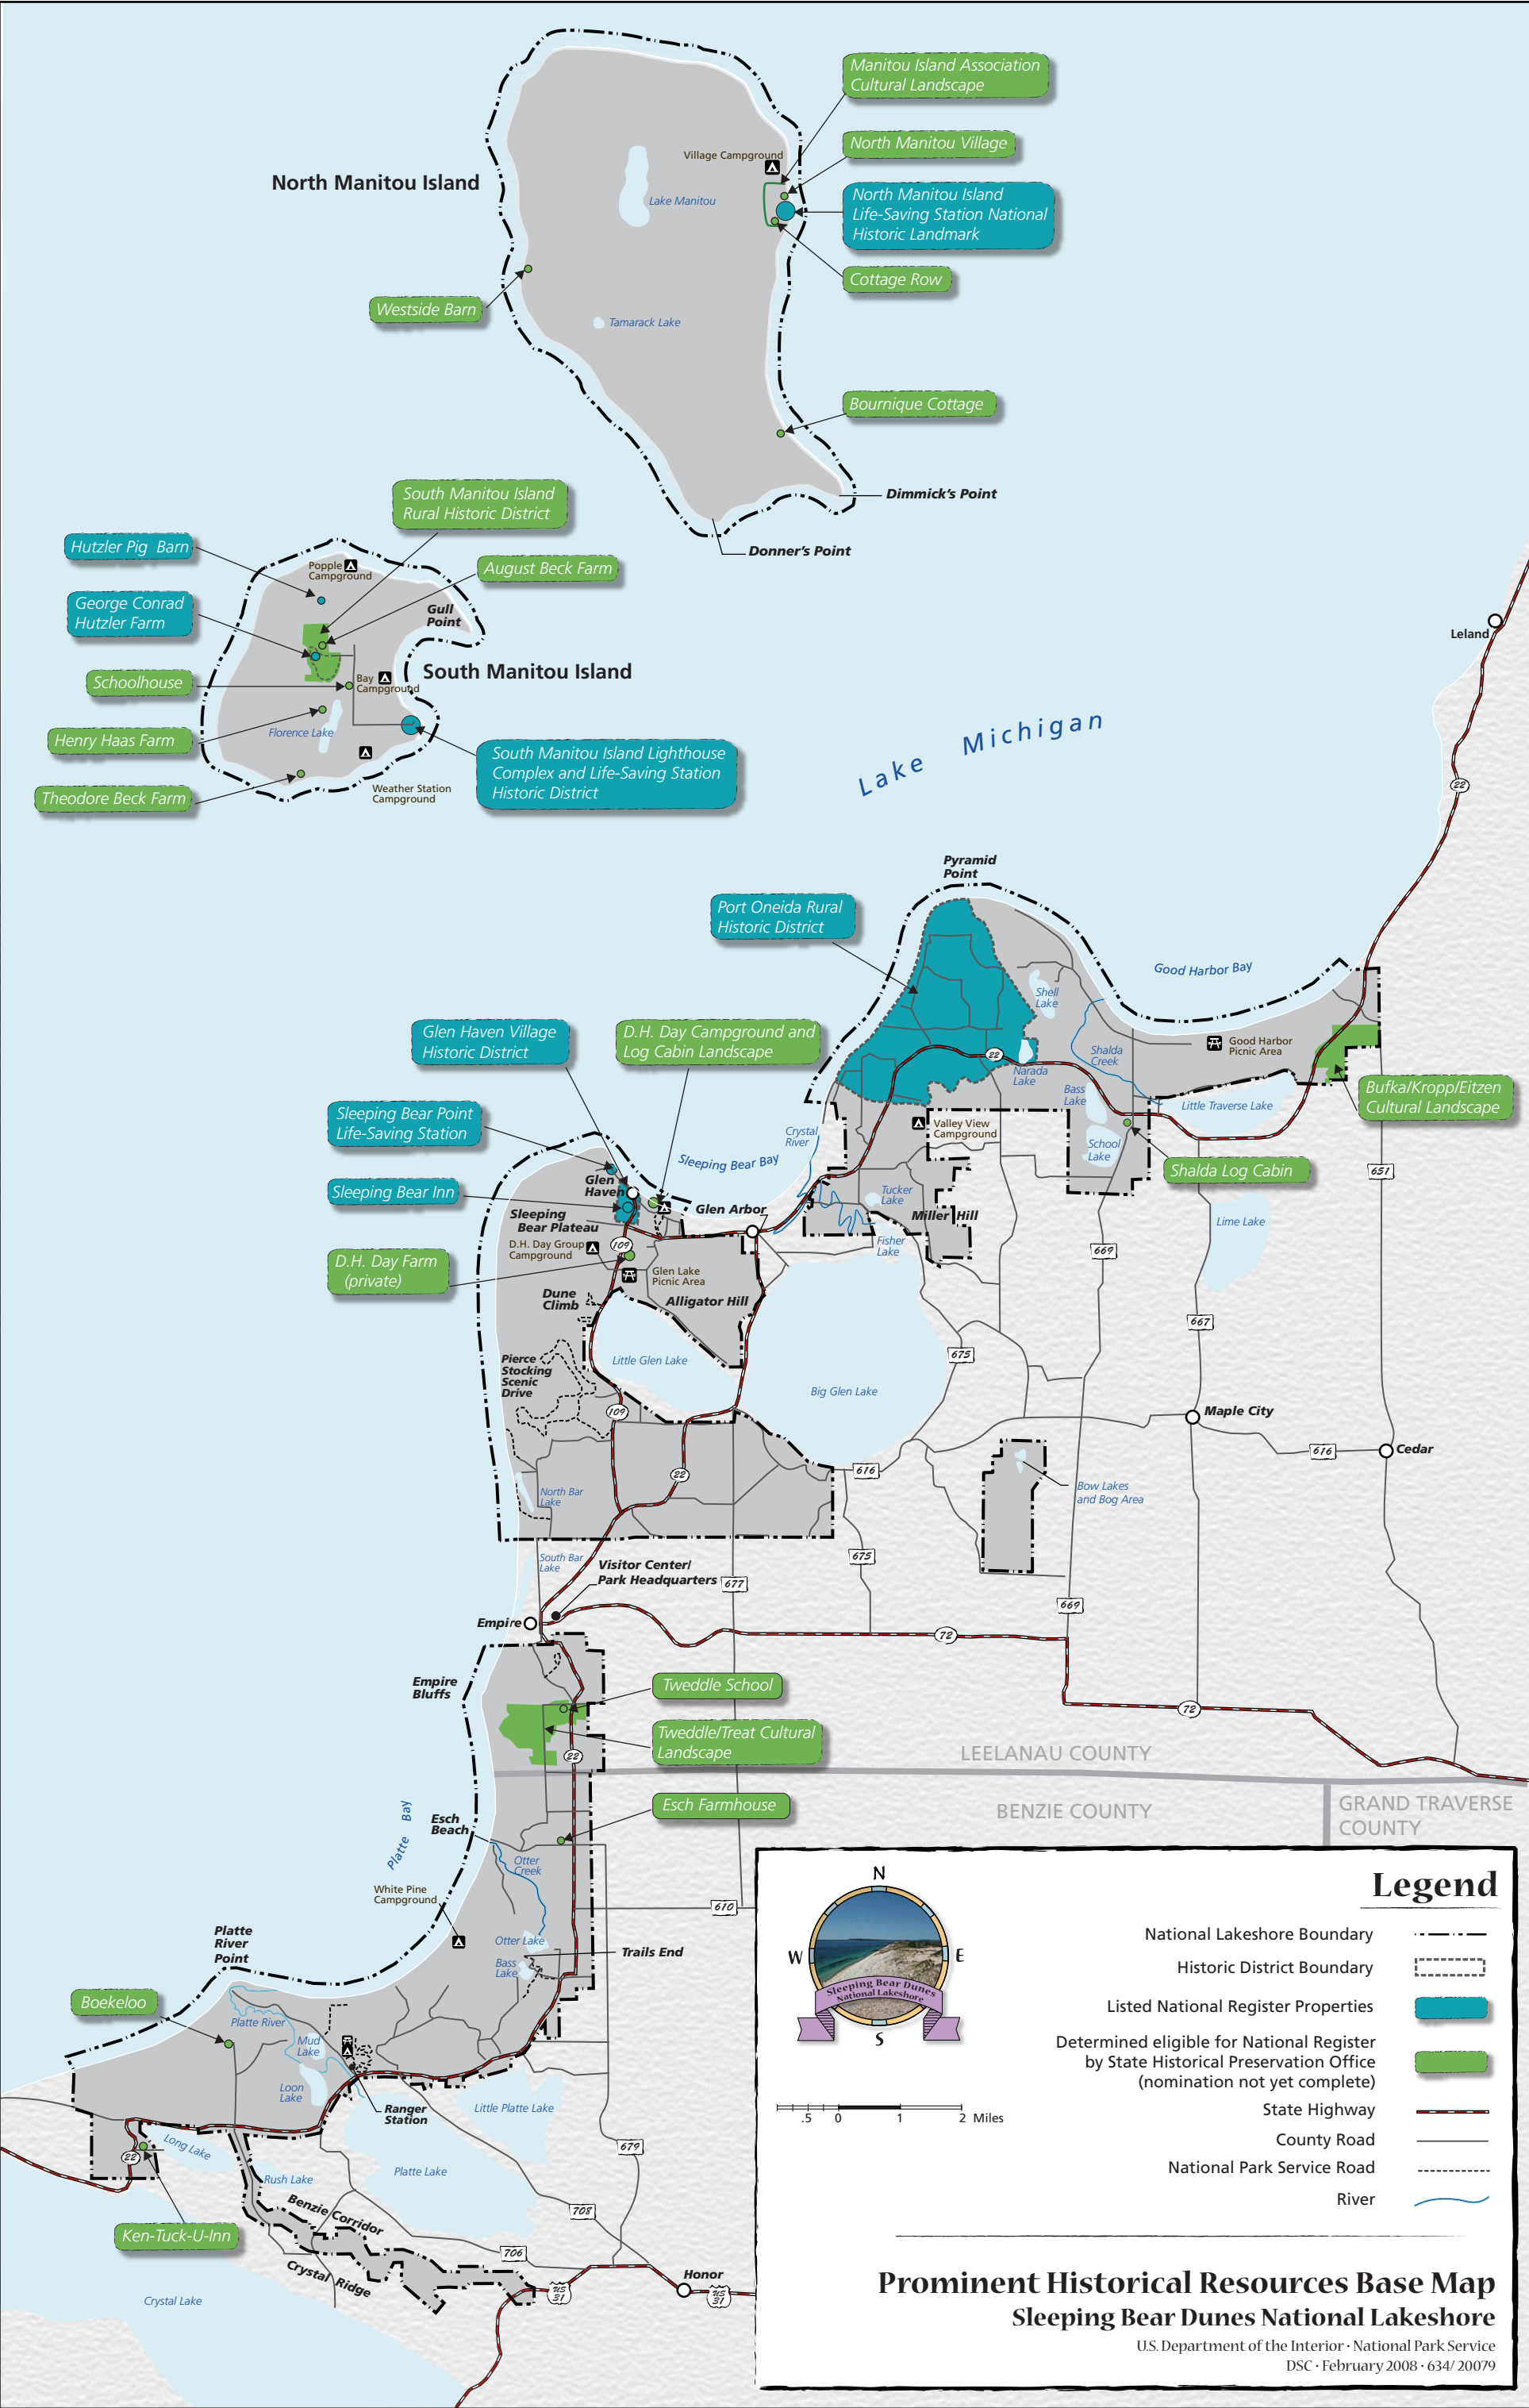 Manitou Island Association
Cultural Landscape
North Manitou Village
Village Campground
North Manitou Island
Lake Manitou
North Manitou Island
Life-Saving Station National
Historic Landmark
Cottage Row
Westside Barn
Tamarack Lake
Bournique Cottage
Dimmick's Point
Donner's Point
South Manitou Island
Rural Historic District
Hutzler Pig Barn
August Beck Farm
Popple
Campground
George Conrad
Hutzler Farm
Gull
Point
South Manitou Island
Schoolhouse
Bay
Campground
Henry Haas Farm
Florence Lake
South Manitou Island Lighthouse
Complex and Life-Saving Station
Historic District
Theodore Beck Farm
Weather Station
Campground
Leland
Lake Michigan
22
Pyramid
Point
Port Oneida Rural
Historic District
Good Harbor Bay
Shell
Lake
Glen Haven Village
Historic District
D.H. Day Campground and
Log Cabin Landscape
22
Narada
Lake
Shalda
Creek
Good Harbor
Picnic Area
Bass
Lake
Little Traverse Lake
Bufka/Kropp/Eitzen
Cultural Landscape
Sleeping Bear Point
Life-Saving Station
Crystal
River
Valley View
Campground
School
Lake
Sleeping Bear Bay
Shalda Log Cabin
651
Sleeping Bear Inn
Glen
Haven
Sleeping
Bear Plateau
Glen Arbor
Tucker
Lake
Miller Hill
Lime Lake
Fisher
Lake
669
D.H. Day Group
Campground
109
D.H. Day Farm
(private)
Glen Lake
Picnic Area
Dune
Climb
Alligator Hill
667
Little Glen Lake
675
Pierce
Stocking
Scenic
Drive
Big Glen Lake
109
Maple City
616
Cedar
22
616
North Bar
Lake
Bow Lakes
and Bog Area
South Bar
Lake
Visitor Center/
Park Headquarters
675
677
669
Empire
72
Empire
Bluffs
Tweddle School
72
Tweddle/Treat Cultural
Landscape
22
LEELANAU COUNTY
BENZIE COUNTY
GRAND TRAVERSE
COUNTY
Esch Farmhouse
Platte Bay
Esch
Beach
Otter
Creek
White Pine
Campground
610
Platte
River
Point
Otter Lake
Bass
Lake
Trails End
Boekeloo
Platte River
Mud
Lake
Loon
Lake
Ranger
Station
Little Platte Lake
Long Lake
22
679
Rush Lake
Platte Lake
Benzie Corridor
708
Ken-Tuck-U-Inn
706
Crystal Ridge
Crystal Lake
US
31
Honor
US
31
Legend
N
W
E
S
Sleeping Bear Dunes
National Lakeshore
National Lakeshore Boundary
Historic District Boundary
Listed National Register Properties
Determined eligible for National Register
by State Historical Preservation Office
(nomination not yet complete)
State Highway
County Road
National Park Service Road
River
.5 0 1 2 Miles
Prominent Historical Resources Base Map
Sleeping Bear Dunes National Lakeshore
U.S. Department of the Interior • National Park Service
DSC • February 2008 • 634/ 20079